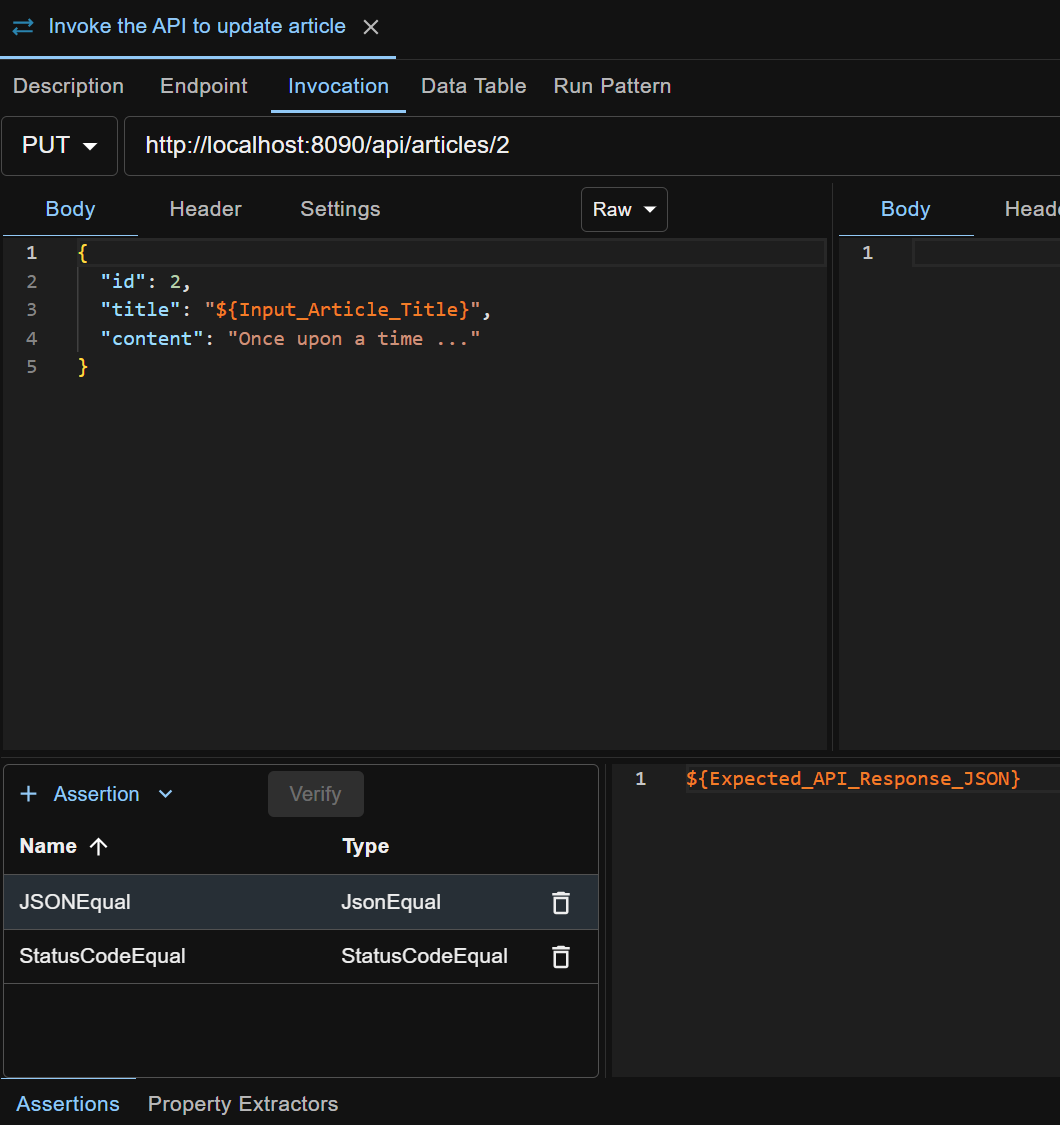 Invoke the API to update article
Description Endpoint Invocation Data Table Run Pattern
PUT http://localhost:8090/api/articles/2
Body Header Settings Raw Body
1 {
2 "id": 2,
3 "title": "${Input_Article_Title}",
4 "content": "Once upon a time ..."
5 }
1
+ Assertion Verify
Name Type
JSONEqual JsonEqual
StatusCodeEqual StatusCodeEqual
1 ${Expected_API_Response_JSON}
Assertions Property Extractors